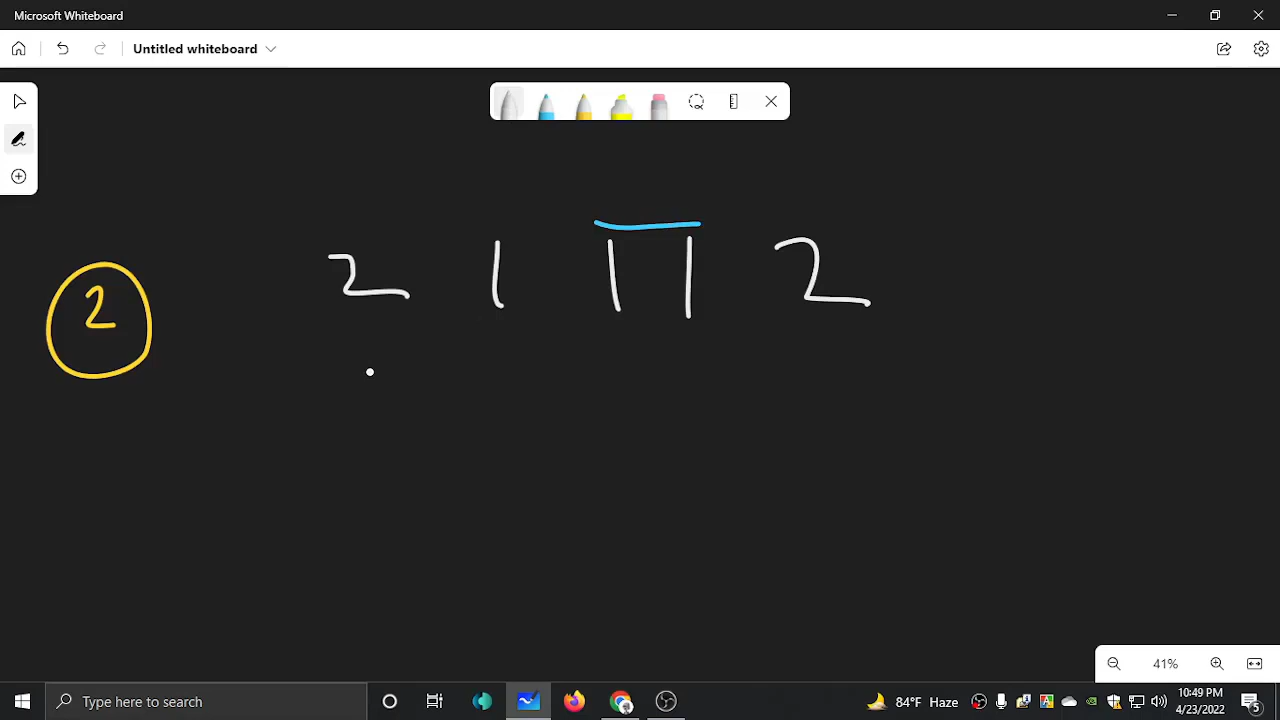 Microsoft Whiteboard
Untitled whiteboard
2 1 1 1 2
2
41%
Type here to search
84°F Haze
10:49 PM
4/23/2022
5